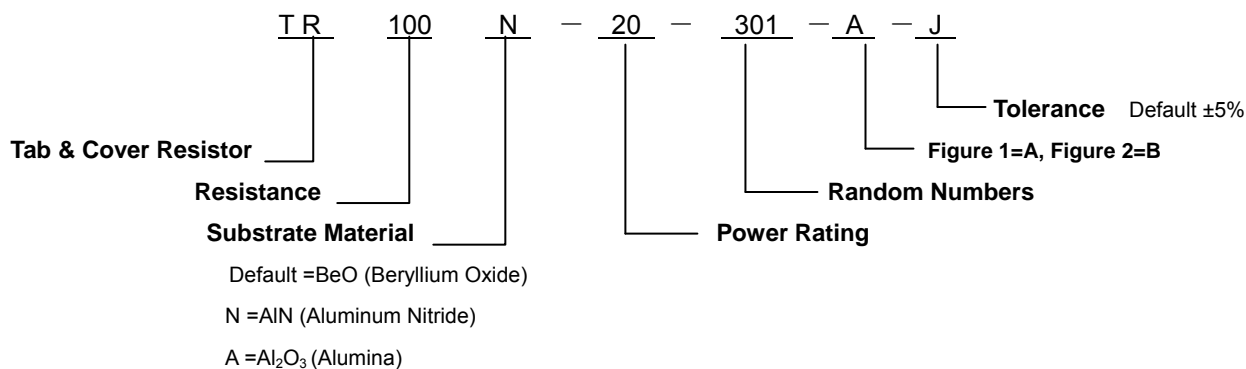 TR 100 N — 20 — 301 — A — J
Tolerance Default ±5%
Tab & Cover Resistor
Figure 1=A, Figure 2=B
Resistance
Random Numbers
Substrate Material
Power Rating
Default =BeO (Beryllium Oxide)
N =AlN (Aluminum Nitride)
A =Al₂O₃ (Alumina)